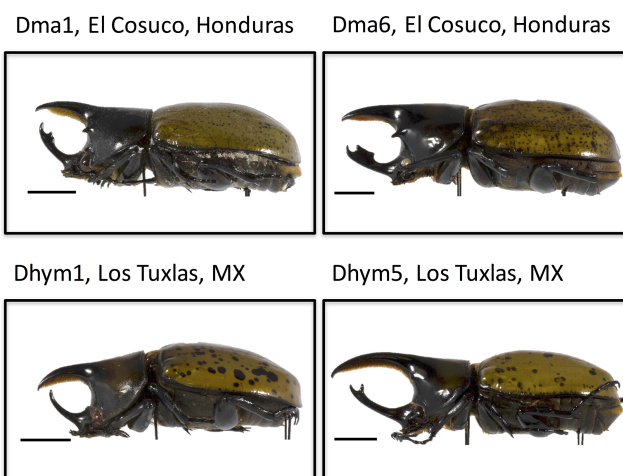 Dma1, El Cosuco, Honduras
Dma6, El Cosuco, Honduras
Dhym1, Los Tuxlas, MX
Dhym5, Los Tuxlas, MX